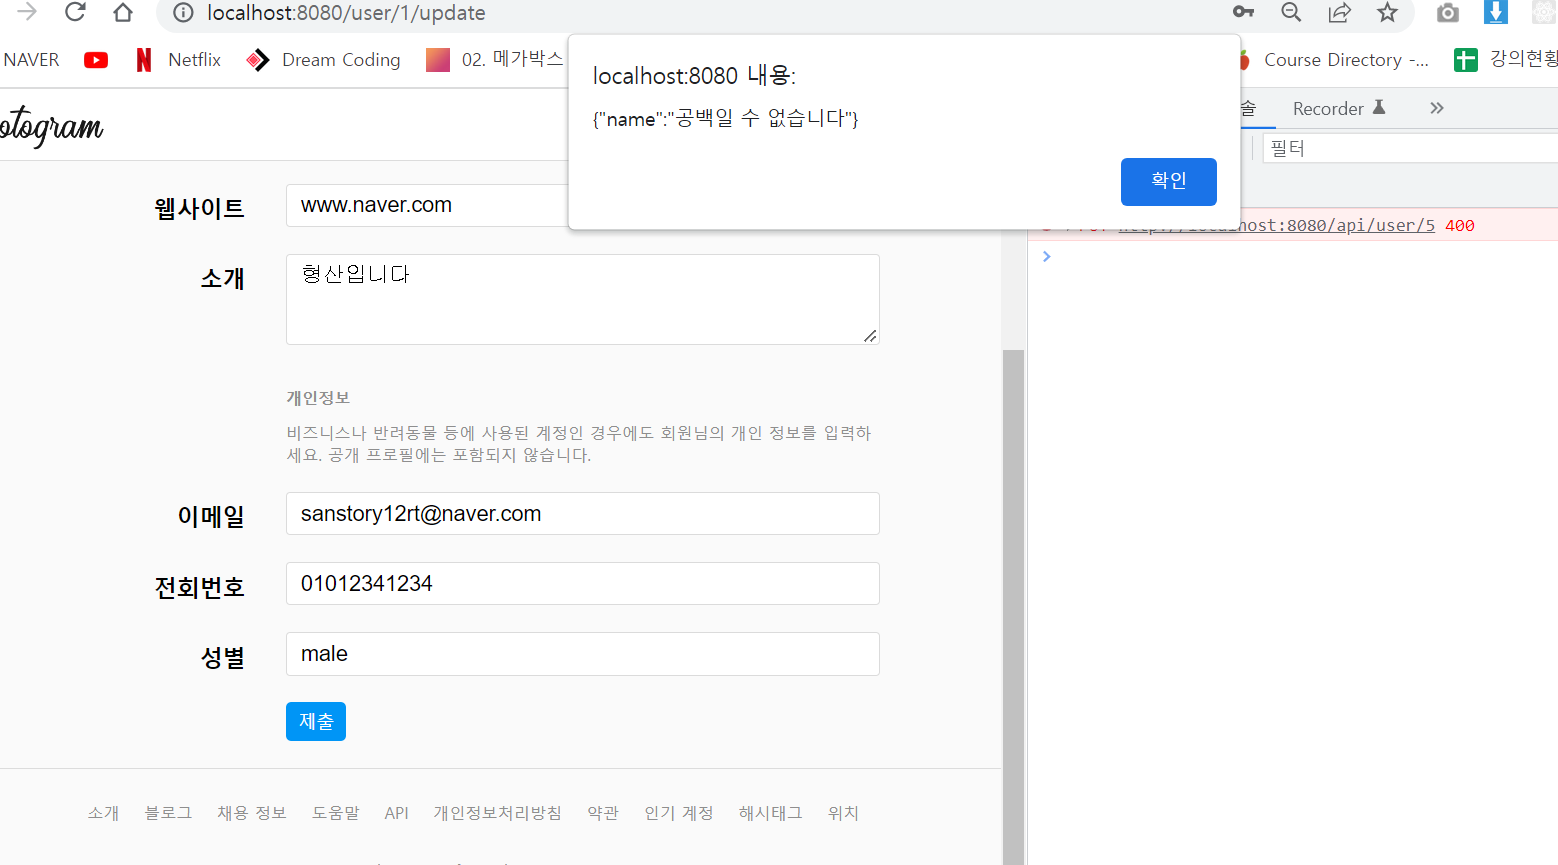 localhost:8080/user/1/update
NAVER
Netflix
Dream Coding
02. 메가박스
Course Directory -...
강의현황
localhost:8080 내용:
{"name":"공백일 수 없습니다"}
확인
otogram
솔
Recorder
필터
http://localhost:8080/api/user/5 400
웹사이트
www.naver.com
소개
형산입니다
개인정보
비즈니스나 반려동물 등에 사용된 계정인 경우에도 회원님의 개인 정보를 입력하
세요. 공개 프로필에는 포함되지 않습니다.
이메일
sanstory12rt@naver.com
전화번호
01012341234
성별
male
제출
소개 블로그 채용 정보 도움말 API 개인정보처리방침 약관 인기 계정 해시태그 위치